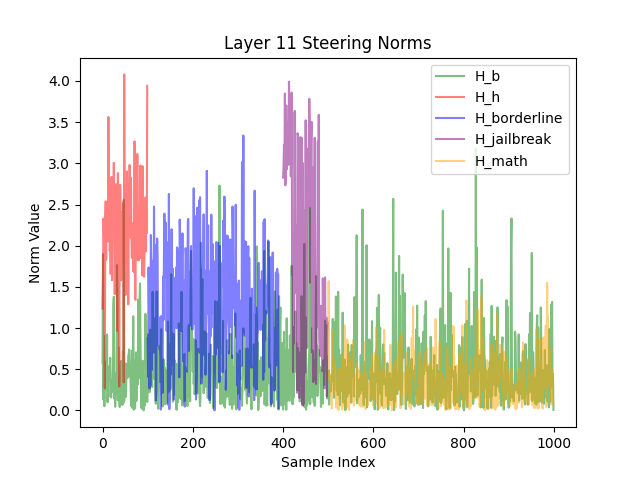 Layer 11 Steering Norms
H_b
H_h
H_borderline
H_jailbreak
H_math
Norm Value
4.0
3.5
3.0
2.5
2.0
1.5
1.0
0.5
0.0
0 200 400 600 800 1000
Sample Index